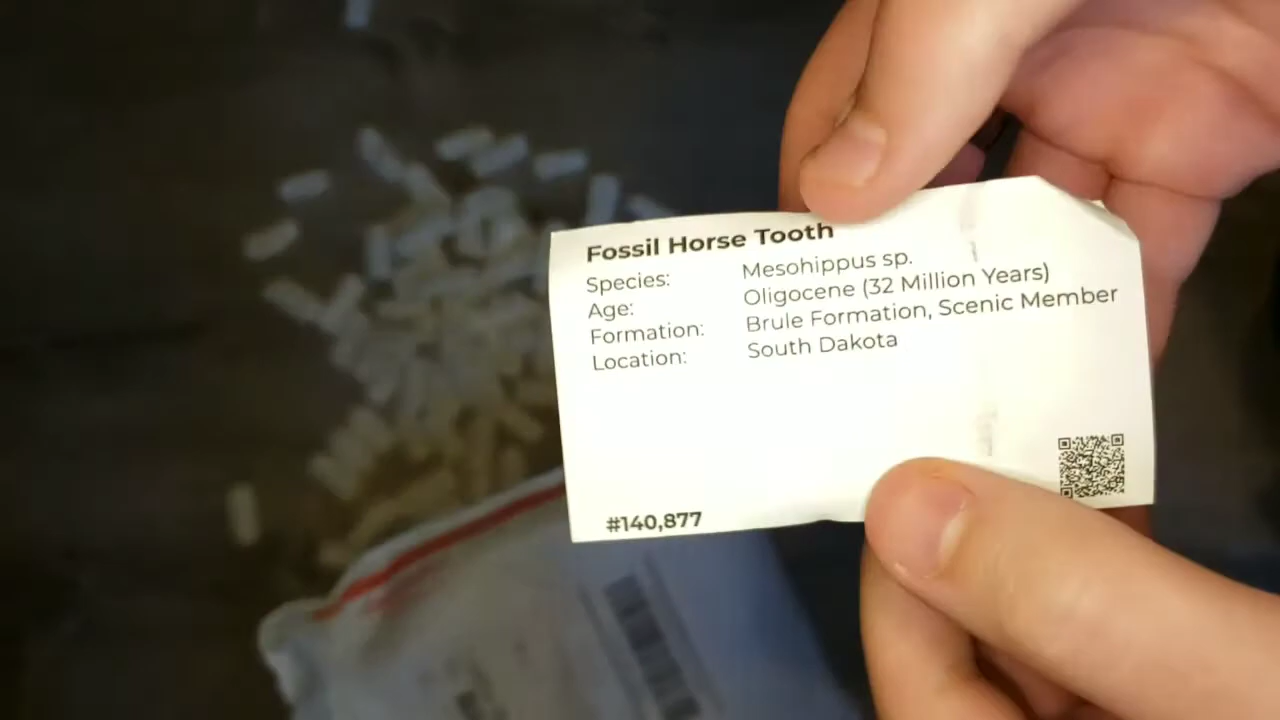 Fossil Horse Tooth
Species: Mesohippus sp.
Age: Oligocene (32 Million Years)
Formation: Brule Formation, Scenic Member
Location: South Dakota
#140,877